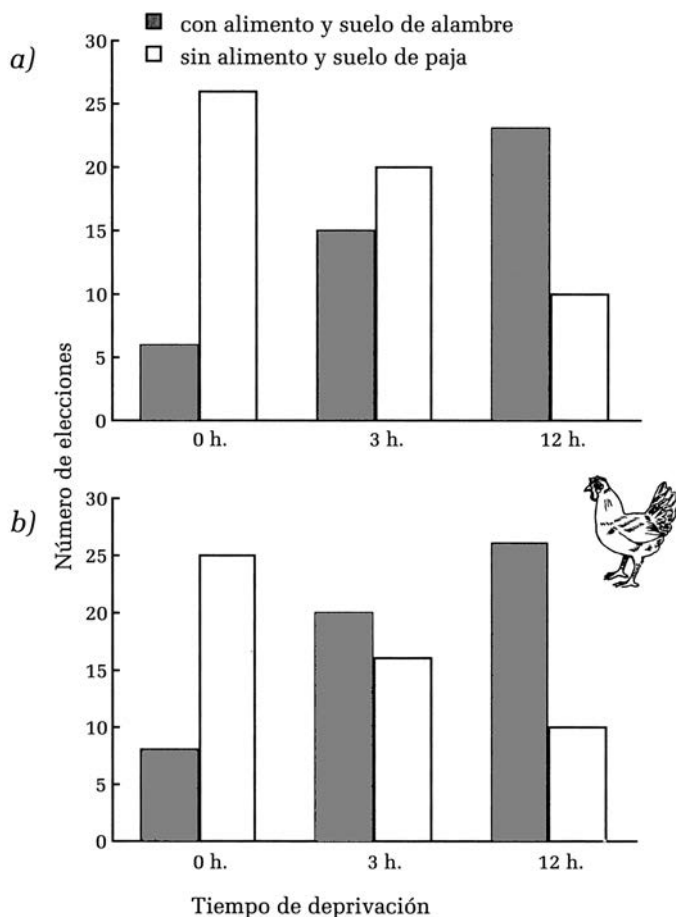 con alimento y suelo de alambre
sin alimento y suelo de paja
a)
30
25
20
15
10
5
0
0 h.
3 h.
12 h.
Número de elecciones
b)
30
25
20
15
10
5
0
0 h.
3 h.
12 h.
Tiempo de deprivación